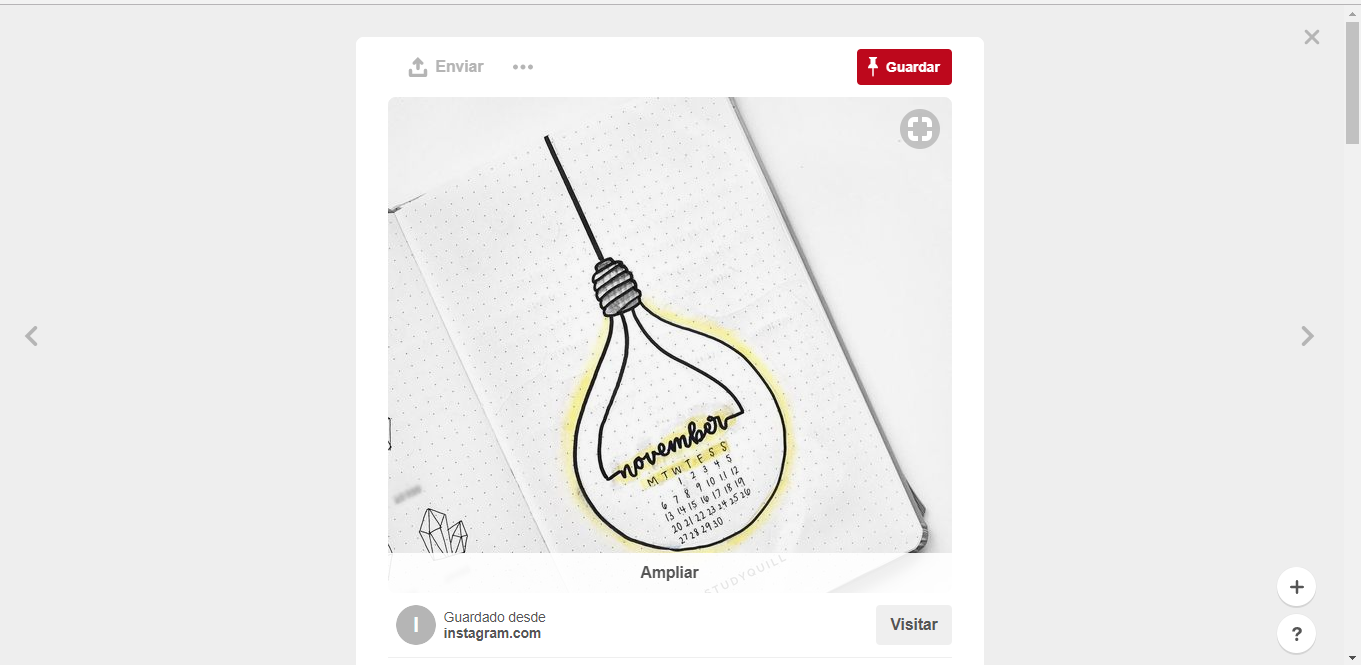 Enviar
Guardar
november
M T W T F S S
1 2 3 4 5
6 7 8 9 10 11 12
13 14 15 16 17 18 19
20 21 22 23 24 25 26
27 28 29 30
Ampliar
STUDYQUILL
I
Guardado desde
instagram.com
Visitar
+
?